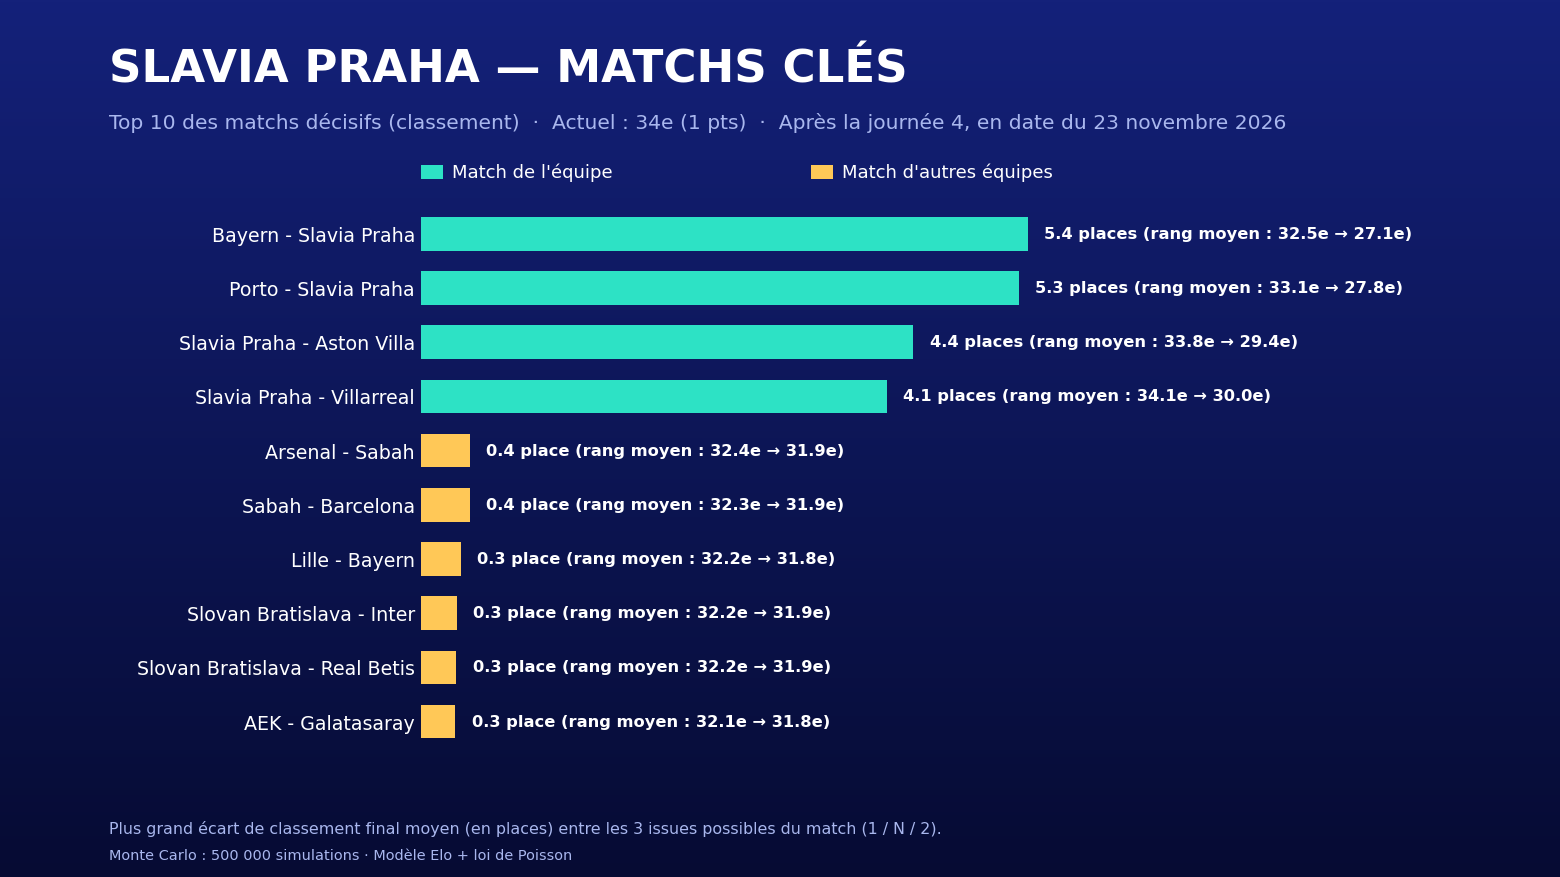 SLAVIA PRAHA — MATCHS CLÉS
Top 10 des matchs décisifs (classement)  ·  Actuel : 34e (1 pts)  ·  Après la journée 4, en date du 23 novembre 2026
Match de l'équipe
Match d'autres équipes
Bayern - Slavia Praha 5.4 places (rang moyen : 32.5e → 27.1e)
Porto - Slavia Praha 5.3 places (rang moyen : 33.1e → 27.8e)
Slavia Praha - Aston Villa 4.4 places (rang moyen : 33.8e → 29.4e)
Slavia Praha - Villarreal 4.1 places (rang moyen : 34.1e → 30.0e)
Arsenal - Sabah 0.4 place (rang moyen : 32.4e → 31.9e)
Sabah - Barcelona 0.4 place (rang moyen : 32.3e → 31.9e)
Lille - Bayern 0.3 place (rang moyen : 32.2e → 31.8e)
Slovan Bratislava - Inter 0.3 place (rang moyen : 32.2e → 31.9e)
Slovan Bratislava - Real Betis 0.3 place (rang moyen : 32.2e → 31.9e)
AEK - Galatasaray 0.3 place (rang moyen : 32.1e → 31.8e)
Plus grand écart de classement final moyen (en places) entre les 3 issues possibles du match (1 / N / 2).
Monte Carlo : 500 000 simulations · Modèle Elo + loi de Poisson